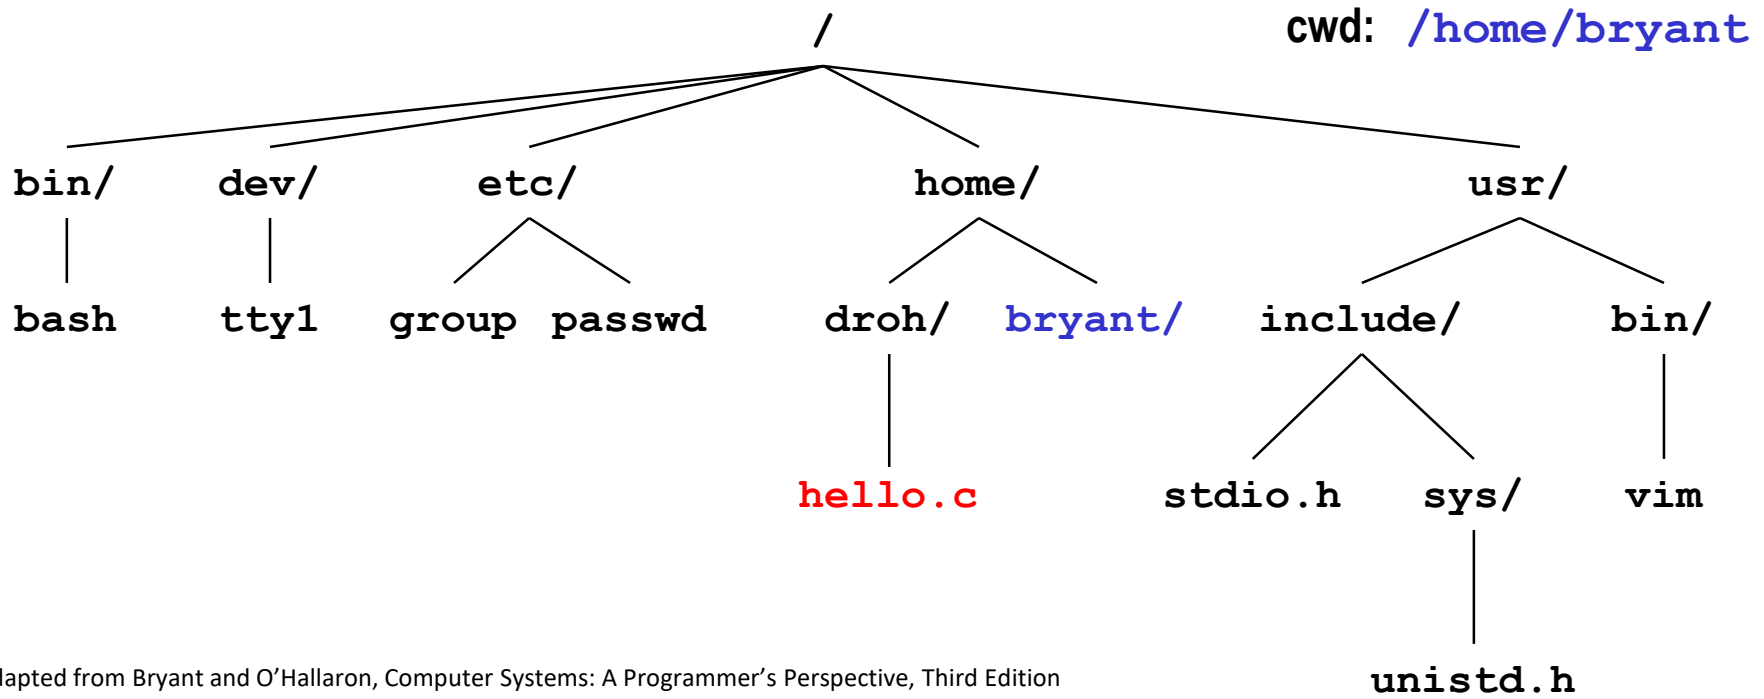 /
cwd: /home/bryant
bin/ dev/ etc/ home/ usr/
bash tty1 group passwd droh/ bryant/ include/ bin/
hello.c stdio.h sys/ vim
unistd.h
dapted from Bryant and O’Hallaron, Computer Systems: A Programmer’s Perspective, Third Edition